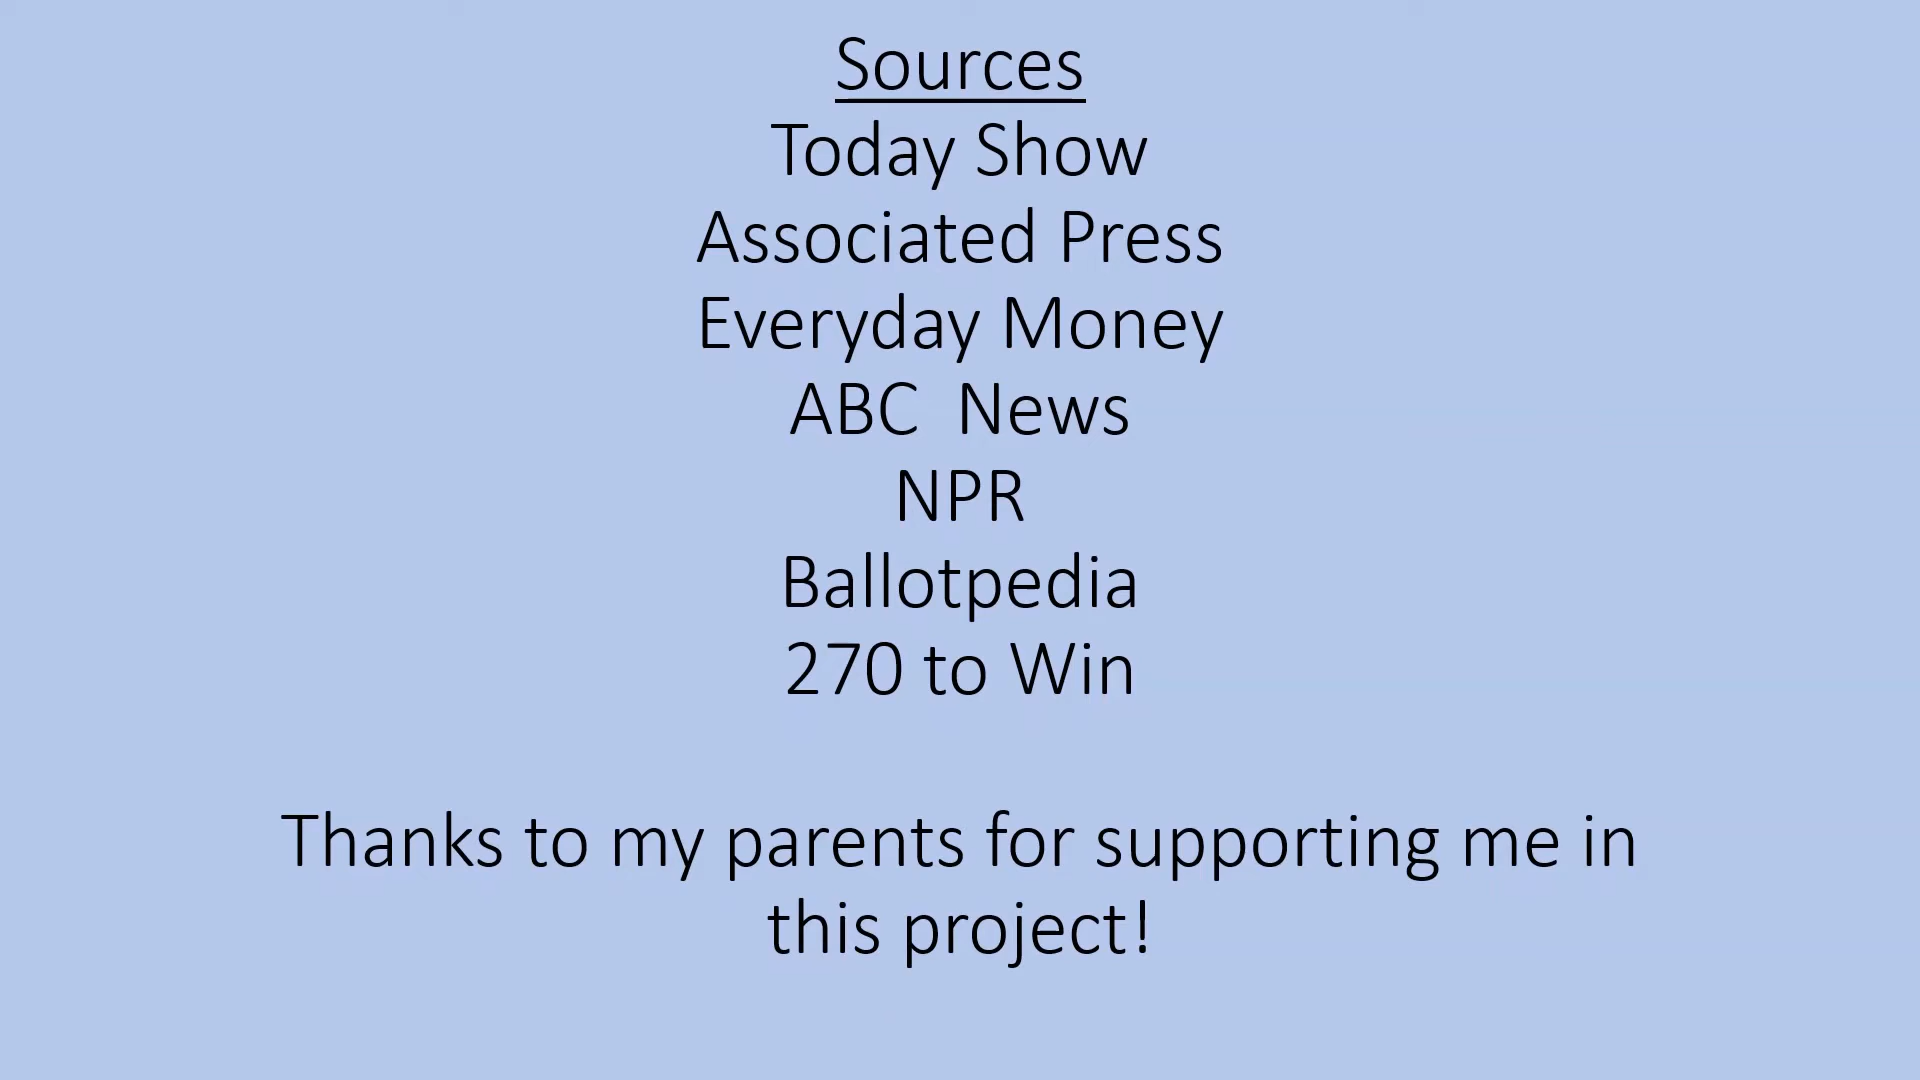 Sources
Today Show
Associated Press
Everyday Money
ABC  News
NPR
Ballotpedia
270 to Win
Thanks to my parents for supporting me in
this project!